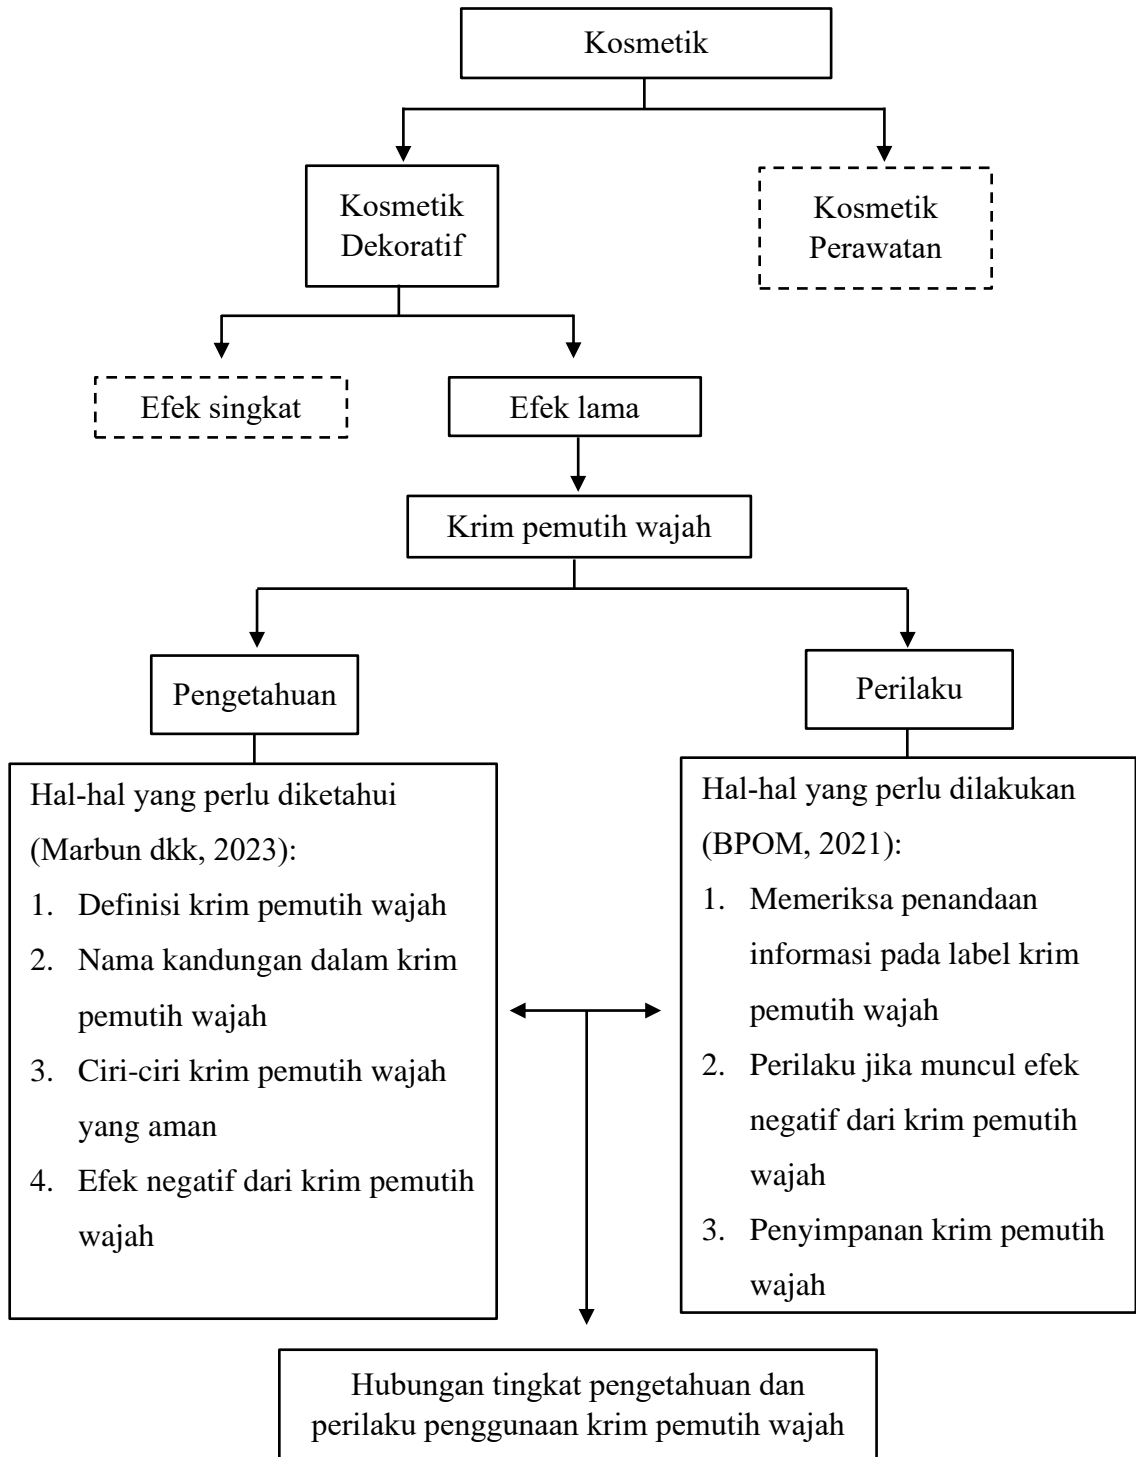 Kosmetik
Kosmetik
Dekoratif
Kosmetik
Perawatan
Efek singkat
Efek lama
Krim pemutih wajah
Pengetahuan
Perilaku
Hal-hal yang perlu diketahui
(Marbun dkk, 2023):
1. Definisi krim pemutih wajah
2. Nama kandungan dalam krim
pemutih wajah
3. Ciri-ciri krim pemutih wajah
yang aman
4. Efek negatif dari krim pemutih
wajah
Hal-hal yang perlu dilakukan
(BPOM, 2021):
1. Memeriksa penandaan
informasi pada label krim
pemutih wajah
2. Perilaku jika muncul efek
negatif dari krim pemutih
wajah
3. Penyimpanan krim pemutih
wajah
Hubungan tingkat pengetahuan dan
perilaku penggunaan krim pemutih wajah